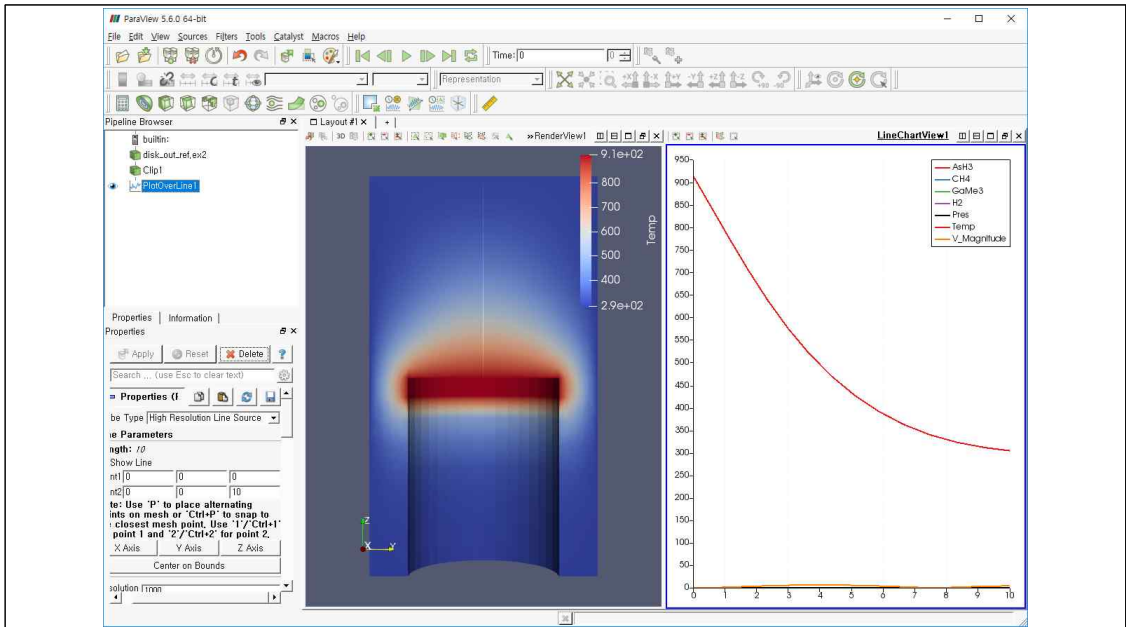 ParaView 5.6.0 64-bit
File Edit View Sources Filters Tools Catalyst Macros Help
Time: 0 0
Representation
Pipeline Browser
builtin:
disk_out_ref,ex2
Clip1
PlotOverLine1
Properties Information
Properties
Apply Reset Delete ?
Search ... (use Esc to clear text)
Properties (F
be Type High Resolution Line Source
e Parameters
ngth: 10
Show Line
nt1 0 0 0
nt2 0 0 10
te: Use 'P' to place alternating
ints on mesh or 'Ctrl+P' to snap to
e closest mesh point, Use '1'/'Ctrl+1'
point 1 and '2'/'Ctrl+2' for point 2,
X Axis Y Axis Z Axis
Center on Bounds
solution 1000
Layout #1 × +
3D »RenderView1
9.1e+02
800
700
600
500
400
2.9e+02
Temp
Z
X Y
LineChartView1
950
900
850
800
750
700
650
600
550
500
450
400
350
300
250
200
150
100
50
0
0 1 2 3 4 5 6 7 8 9 10
AsH3
CH4
GaMe3
H2
Pres
Temp
V_Magnitude